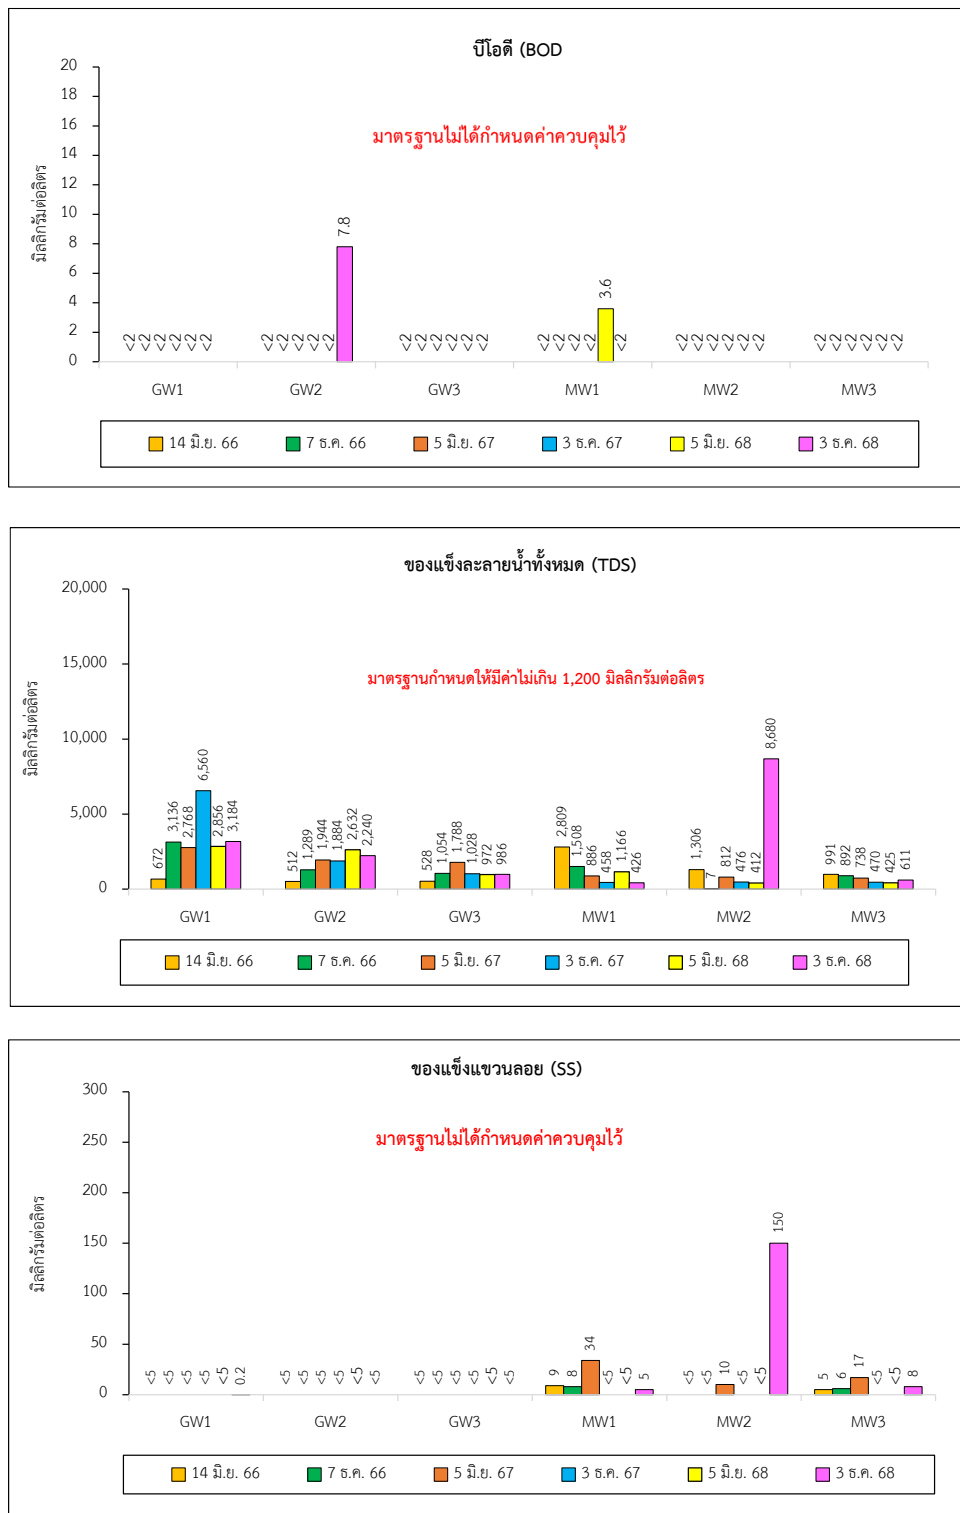 บีโอดี (BOD
มาตรฐานไม่ได้กำหนดค่าควบคุมไว้
มิลลิกรัมต่อลิตร
20
18
16
14
12
10
8
6
4
2
0
<2 <2 <2 <2 <2 <2
<2 <2 <2 <2 <2 7.8
<2 <2 <2 <2 <2 <2
<2 <2 <2 <2 3.6 <2
<2 <2 <2 <2 <2 <2
<2 <2 <2 <2 <2 <2
GW1 GW2 GW3 MW1 MW2 MW3
14 มิ.ย. 66 7 ธ.ค. 66 5 มิ.ย. 67 3 ธ.ค. 67 5 มิ.ย. 68 3 ธ.ค. 68
ของแข็งละลายน้ำทั้งหมด (TDS)
มาตรฐานกำหนดให้มีค่าไม่เกิน 1,200 มิลลิกรัมต่อลิตร
มิลลิกรัมต่อลิตร
20,000
15,000
10,000
5,000
0
672 3,136 2,768 6,560 2,856 3,184
512 1,289 1,944 1,884 2,632 2,240
528 1,054 1,788 1,028 972 986
2,809 1,508 886 458 1,166 426
1,306 7 812 476 412 8,680
991 892 738 470 425 611
GW1 GW2 GW3 MW1 MW2 MW3
14 มิ.ย. 66 7 ธ.ค. 66 5 มิ.ย. 67 3 ธ.ค. 67 5 มิ.ย. 68 3 ธ.ค. 68
ของแข็งแขวนลอย (SS)
มาตรฐานไม่ได้กำหนดค่าควบคุมไว้
มิลลิกรัมต่อลิตร
300
250
200
150
100
50
0
<5 <5 <5 <5 <5 0.2
<5 <5 <5 <5 <5 <5
<5 <5 <5 <5 <5 <5
9 8 34 <5 <5 5
<5 <5 10 <5 <5 150
5 6 17 <5 <5 8
GW1 GW2 GW3 MW1 MW2 MW3
14 มิ.ย. 66 7 ธ.ค. 66 5 มิ.ย. 67 3 ธ.ค. 67 5 มิ.ย. 68 3 ธ.ค. 68